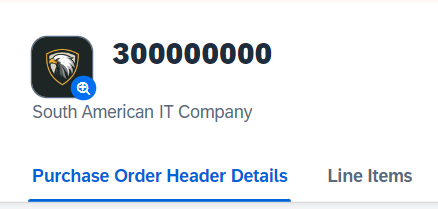 300000000
South American IT Company
Purchase Order Header Details
Line Items